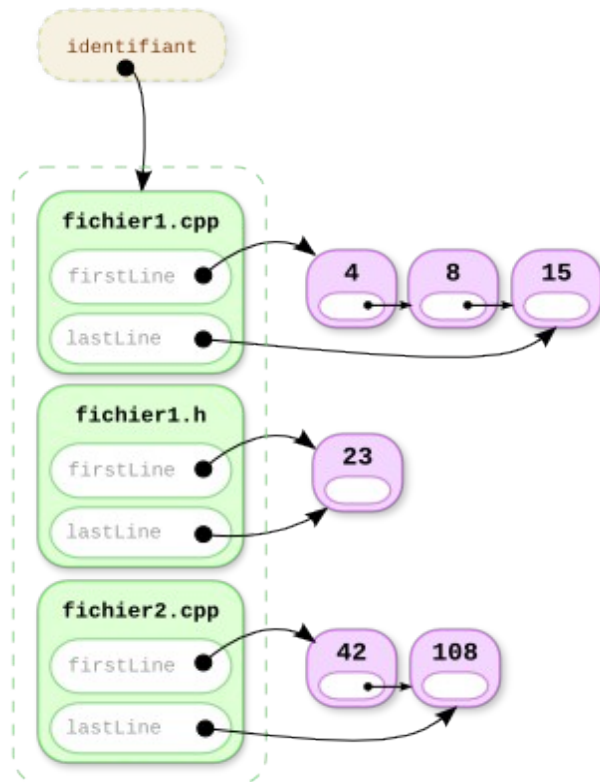 identifiant
fichier1.cpp
firstLine
4 8 15
lastLine
fichier1.h
firstLine
23
lastLine
fichier2.cpp
firstLine
42 108
lastLine